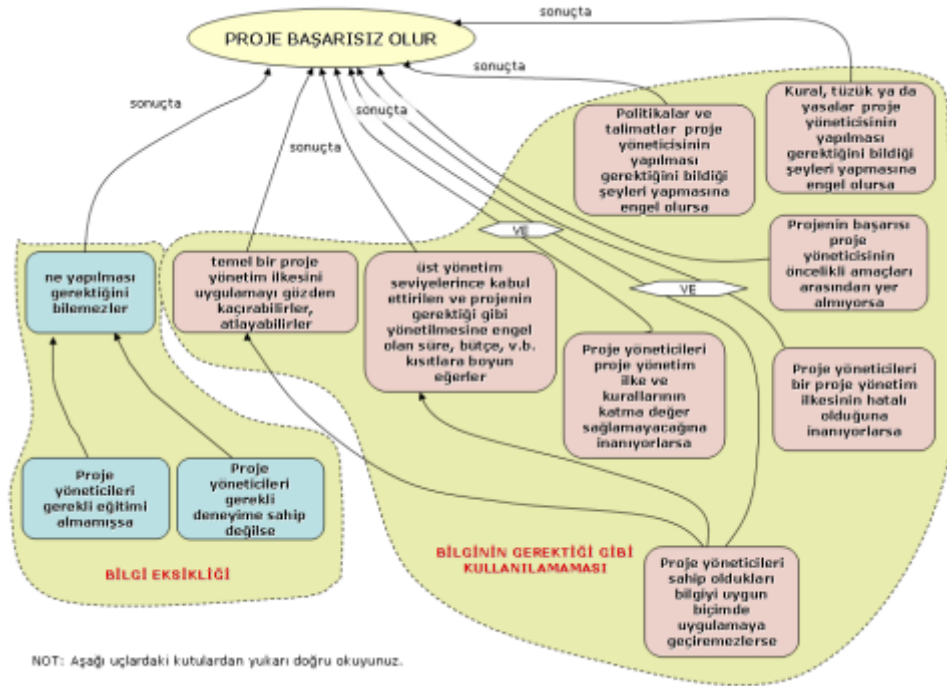 sonuçta
PROJE BAŞARISIZ OLUR
sonuçta
sonuçta
sonuçta
sonuçta
Politikalar ve
talimatlar proje
yöneticisinin
yapılması
gerektiğini bildiği
şeyleri yapmasına
engel olursa
Kural, tüzük ya da
yasalar proje
yöneticisinin
yapılması
gerektiğini bildiği
şeyleri yapmasına
engel olursa
VE
Projenin başarısı
proje
yöneticisinin
öncelikli amaçları
arasından yer
almıyorsa
ne yapılması
gerektiğini
bilemezler
temel bir proje
yönetim ilkesini
uygulamayı gözden
kaçırabilirler,
atlayabilirler
üst yönetim
seviyelerince kabul
ettirilen ve projenin
gerektiği gibi
yönetilmesine engel
olan süre, bütçe, v.b.
kısıtlara boyun
eğerler
VE
Proje yöneticileri
proje yönetim
ilke ve
kurallarının
katma değer
sağlamayacağına
inanıyorlarsa
Proje yöneticileri
bir proje yönetim
ilkesinin hatalı
olduğuna
inanıyorlarsa
Proje
yöneticileri
gerekli eğitimi
almamışsa
Proje
yöneticileri
gerekli
deneyime sahip
değilse
BİLGİ EKSİKLİĞİ
BİLGİNİN GEREKTİĞİ GİBİ
KULLANILAMAMASI
Proje yöneticileri
sahip oldukları
bilgiyi uygun
biçimde
uygulamaya
geçiremezlerse
NOT: Aşağı uçlardaki kutulardan yukarı doğru okuyunuz.